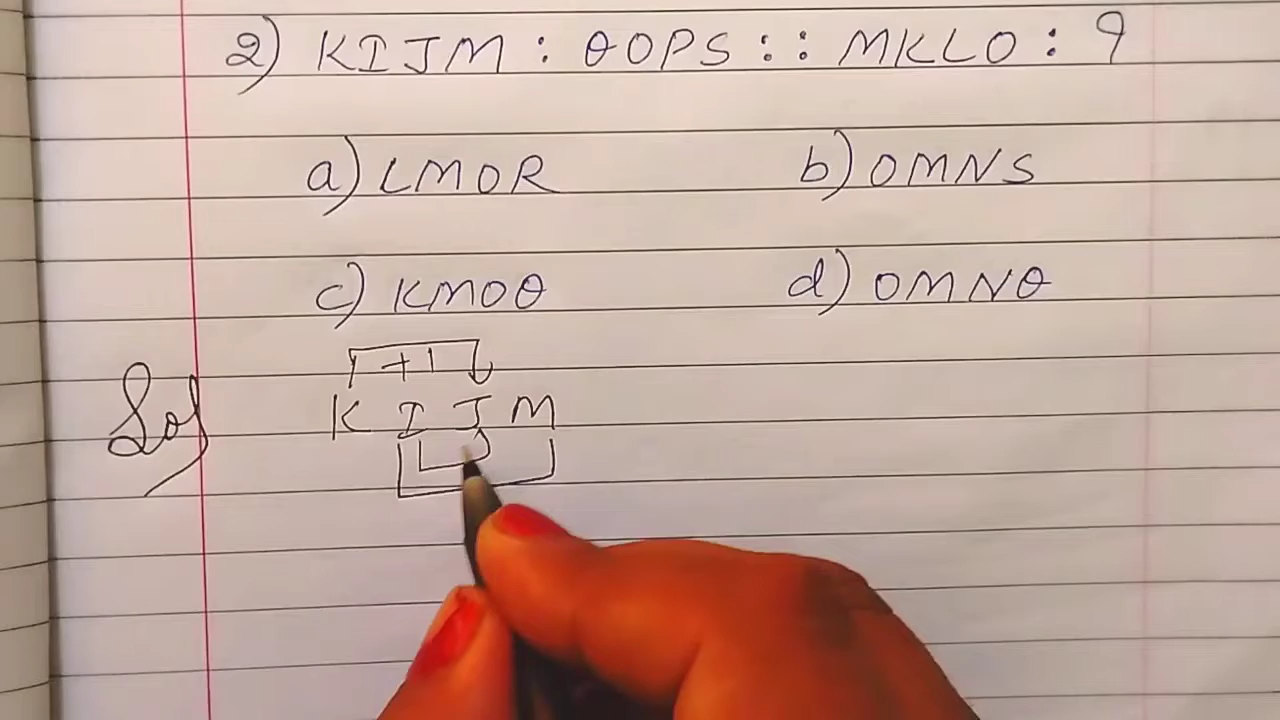 2) KIJM : QOPS :: MKLO : ?
a) LMOR b) OMNS
c) KMOQ d) OMNQ
+1
Sol K I J M